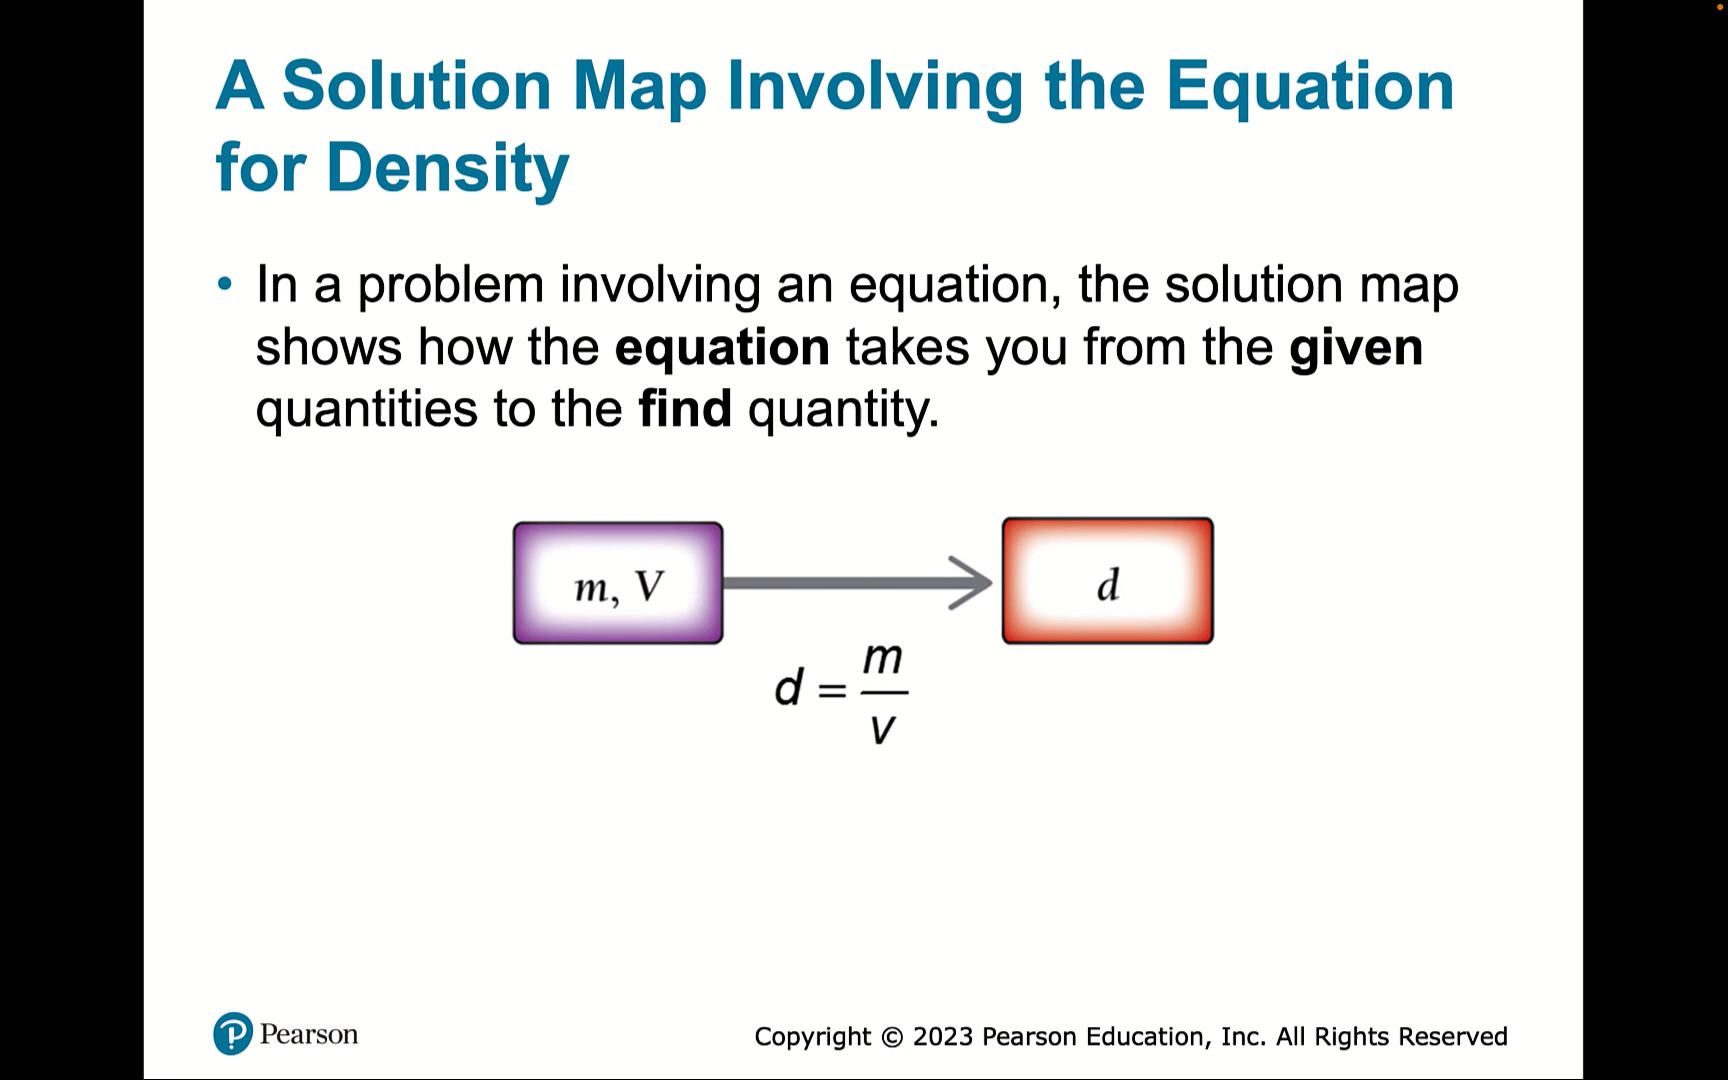 A Solution Map Involving the Equation
for Density
• In a problem involving an equation, the solution map
shows how the equation takes you from the given
quantities to the find quantity.
m, V
d
d = m/v
Pearson
Copyright © 2023 Pearson Education, Inc. All Rights Reserved